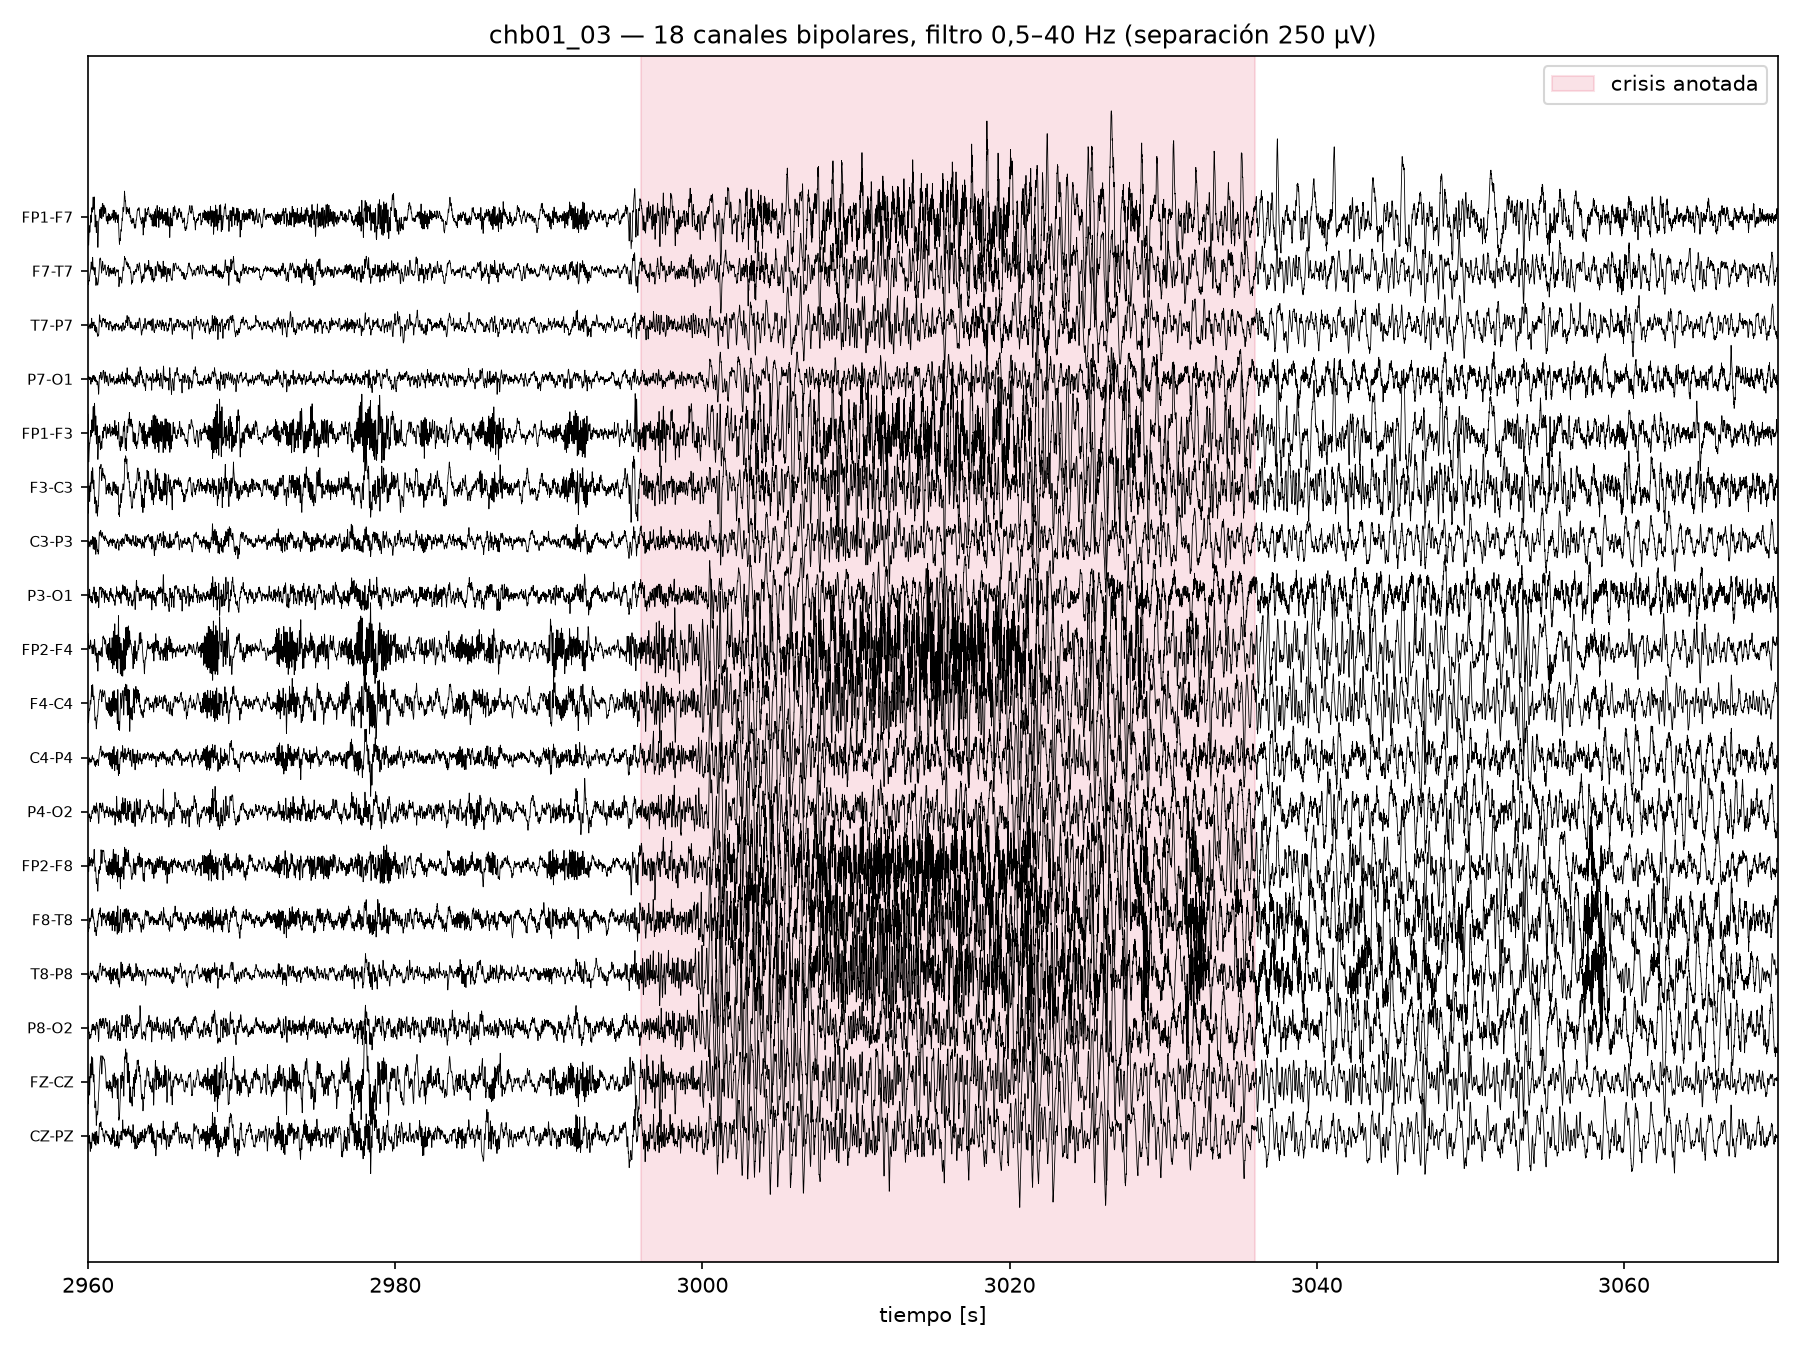 chb01_03 — 18 canales bipolares, filtro 0,5–40 Hz (separación 250 µV)
crisis anotada
FP1-F7
F7-T7
T7-P7
P7-O1
FP1-F3
F3-C3
C3-P3
P3-O1
FP2-F4
F4-C4
C4-P4
P4-O2
FP2-F8
F8-T8
T8-P8
P8-O2
FZ-CZ
CZ-PZ
2960 2980 3000 3020 3040 3060
tiempo [s]